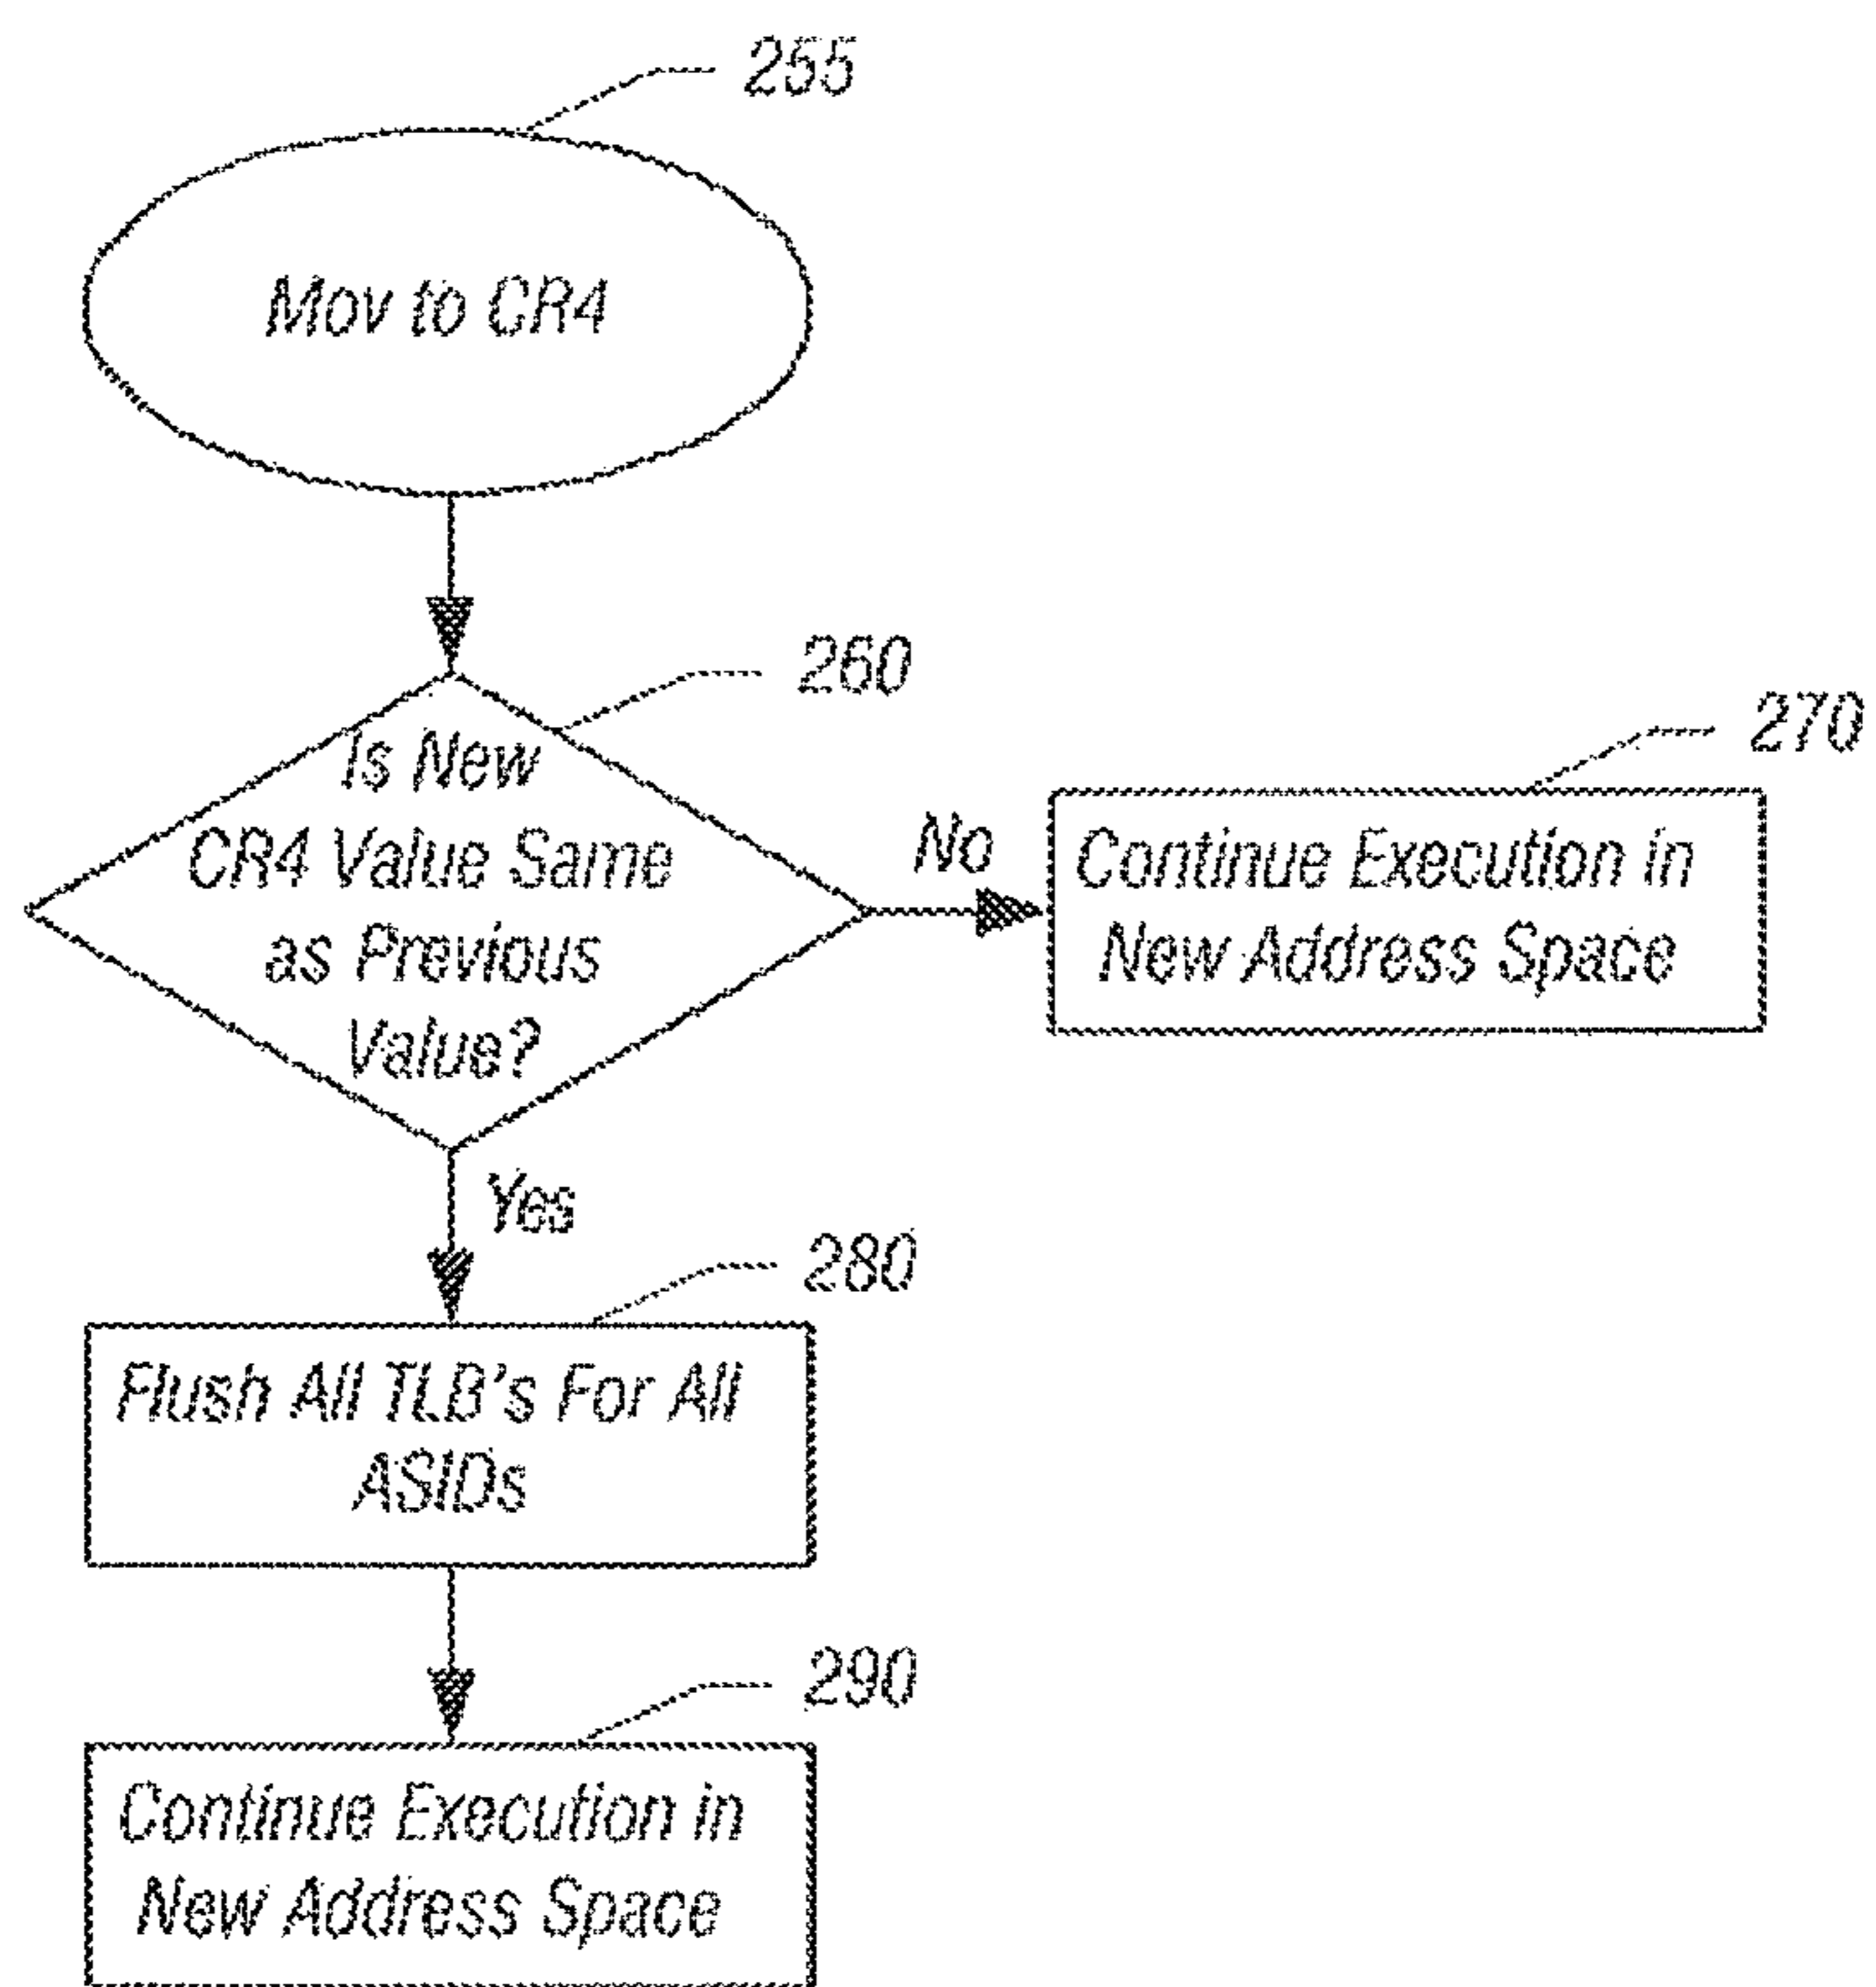 255
Mov to CR4
260
Is New
CR4 Value Same
as Previous
Value?
No
270
Continue Execution in
New Address Space
Yes
280
Flush All TLB's For All
ASIDs
290
Continue Execution in
New Address Space